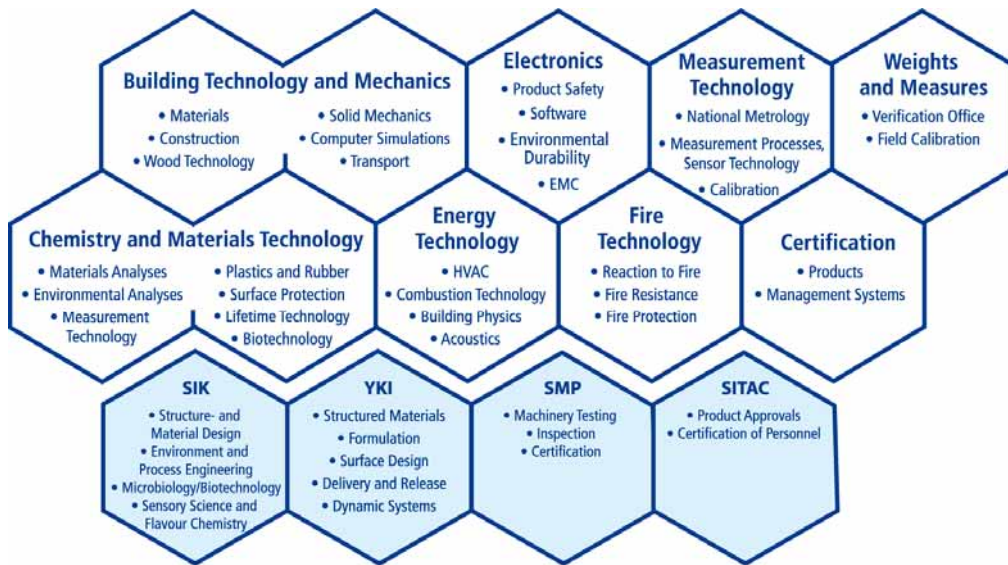 Building Technology and Mechanics
• Materials
• Construction
• Wood Technology
• Solid Mechanics
• Computer Simulations
• Transport
Electronics
• Product Safety
• Software
• Environmental
Durability
• EMC
Measurement
Technology
• National Metrology
• Measurement Processes,
Sensor Technology
• Calibration
Weights
and Measures
• Verification Office
• Field Calibration
Chemistry and Materials Technology
• Materials Analyses
• Environmental Analyses
• Measurement
Technology
• Plastics and Rubber
• Surface Protection
• Lifetime Technology
• Biotechnology
Energy
Technology
• HVAC
• Combustion Technology
• Building Physics
• Acoustics
Fire
Technology
• Reaction to Fire
• Fire Resistance
• Fire Protection
Certification
• Products
• Management Systems
SIK
• Structure- and
Material Design
• Environment and
Process Engineering
• Microbiology/Biotechnology
• Sensory Science and
Flavour Chemistry
YKI
• Structured Materials
• Formulation
• Surface Design
• Delivery and Release
• Dynamic Systems
SMP
• Machinery Testing
• Inspection
• Certification
SITAC
• Product Approvals
• Certification of Personnel